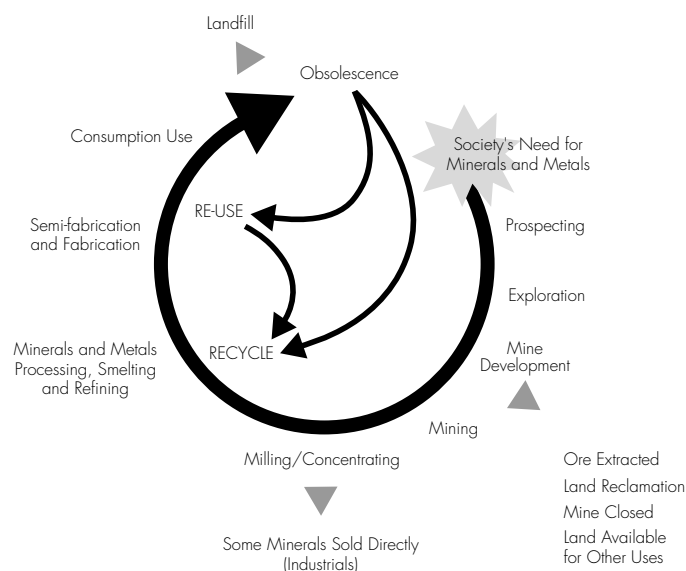 Landfill
Obsolescence
Consumption Use
Society's Need for
Minerals and Metals
RE-USE
Semi-fabrication
and Fabrication
Prospecting
Exploration
Minerals and Metals
Processing, Smelting
and Refining
RECYCLE
Mine
Development
Mining
Milling/Concentrating
Ore Extracted
Land Reclamation
Mine Closed
Land Available
for Other Uses
Some Minerals Sold Directly
(Industrials)